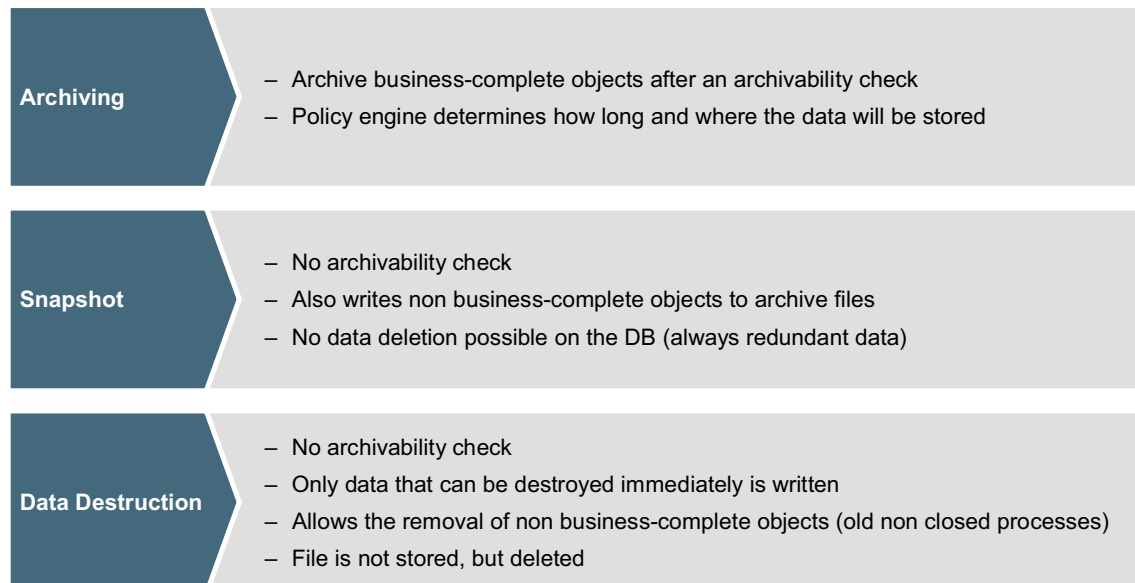 Archiving
– Archive business-complete objects after an archivability check
– Policy engine determines how long and where the data will be stored
Snapshot
– No archivability check
– Also writes non business-complete objects to archive files
– No data deletion possible on the DB (always redundant data)
Data Destruction
– No archivability check
– Only data that can be destroyed immediately is written
– Allows the removal of non business-complete objects (old non closed processes)
– File is not stored, but deleted